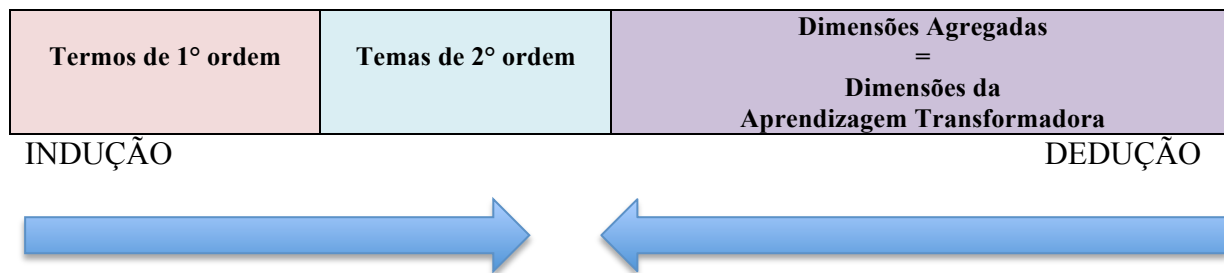 Termos de 1° ordem
Temas de 2° ordem
Dimensões Agregadas
=
Dimensões da
Aprendizagem Transformadora
INDUÇÃO
DEDUÇÃO